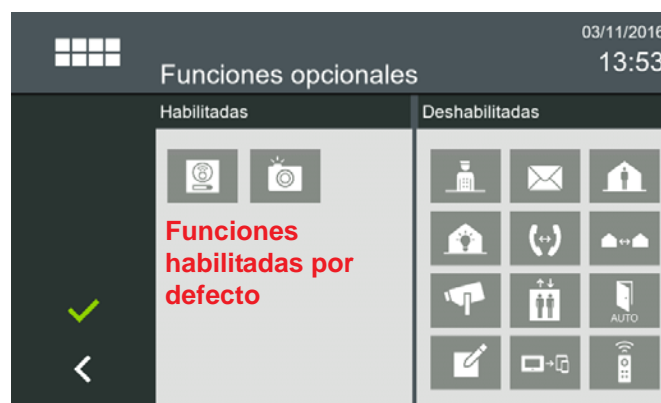 03/11/2016
13:53
Funciones opcionales
Habilitadas
Deshabilitadas
Funciones
habilitadas por
defecto
AUTO